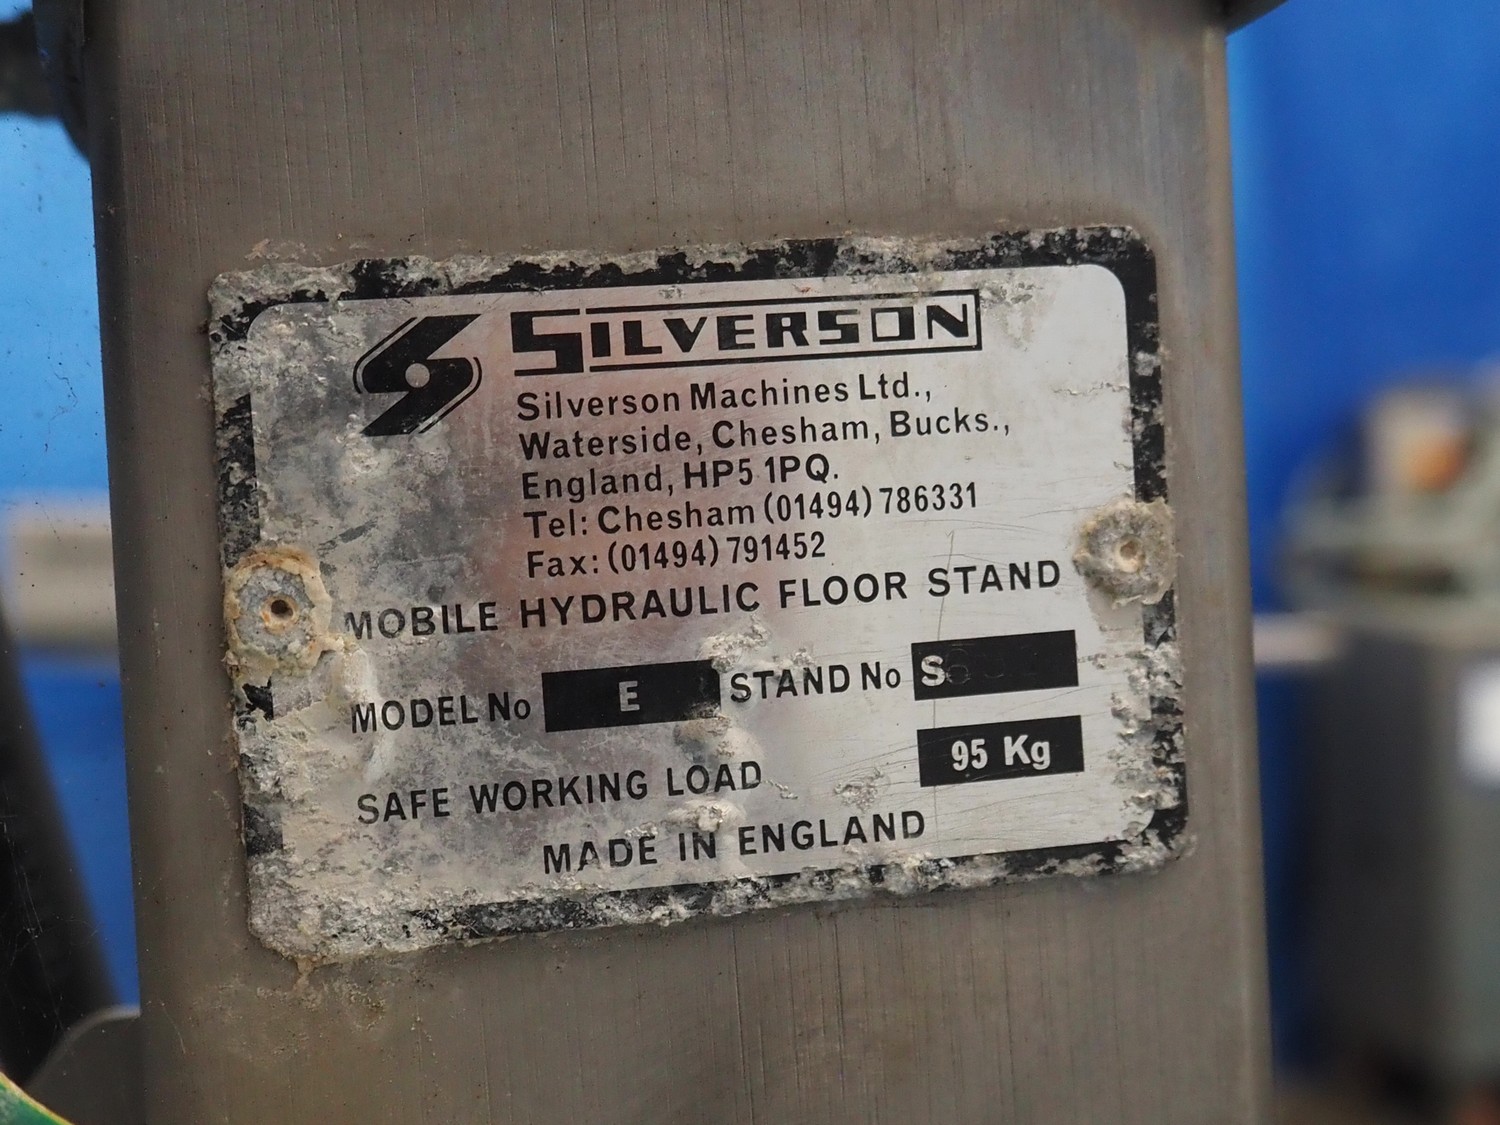 SILVERSON
Silverson Machines Ltd.,
Waterside, Chesham, Bucks.,
England, HP5 1PQ.
Tel: Chesham (01494) 786331
Fax: (01494) 791452
MOBILE HYDRAULIC FLOOR STAND
MODEL No E STAND No S
SAFE WORKING LOAD 95 Kg
MADE IN ENGLAND